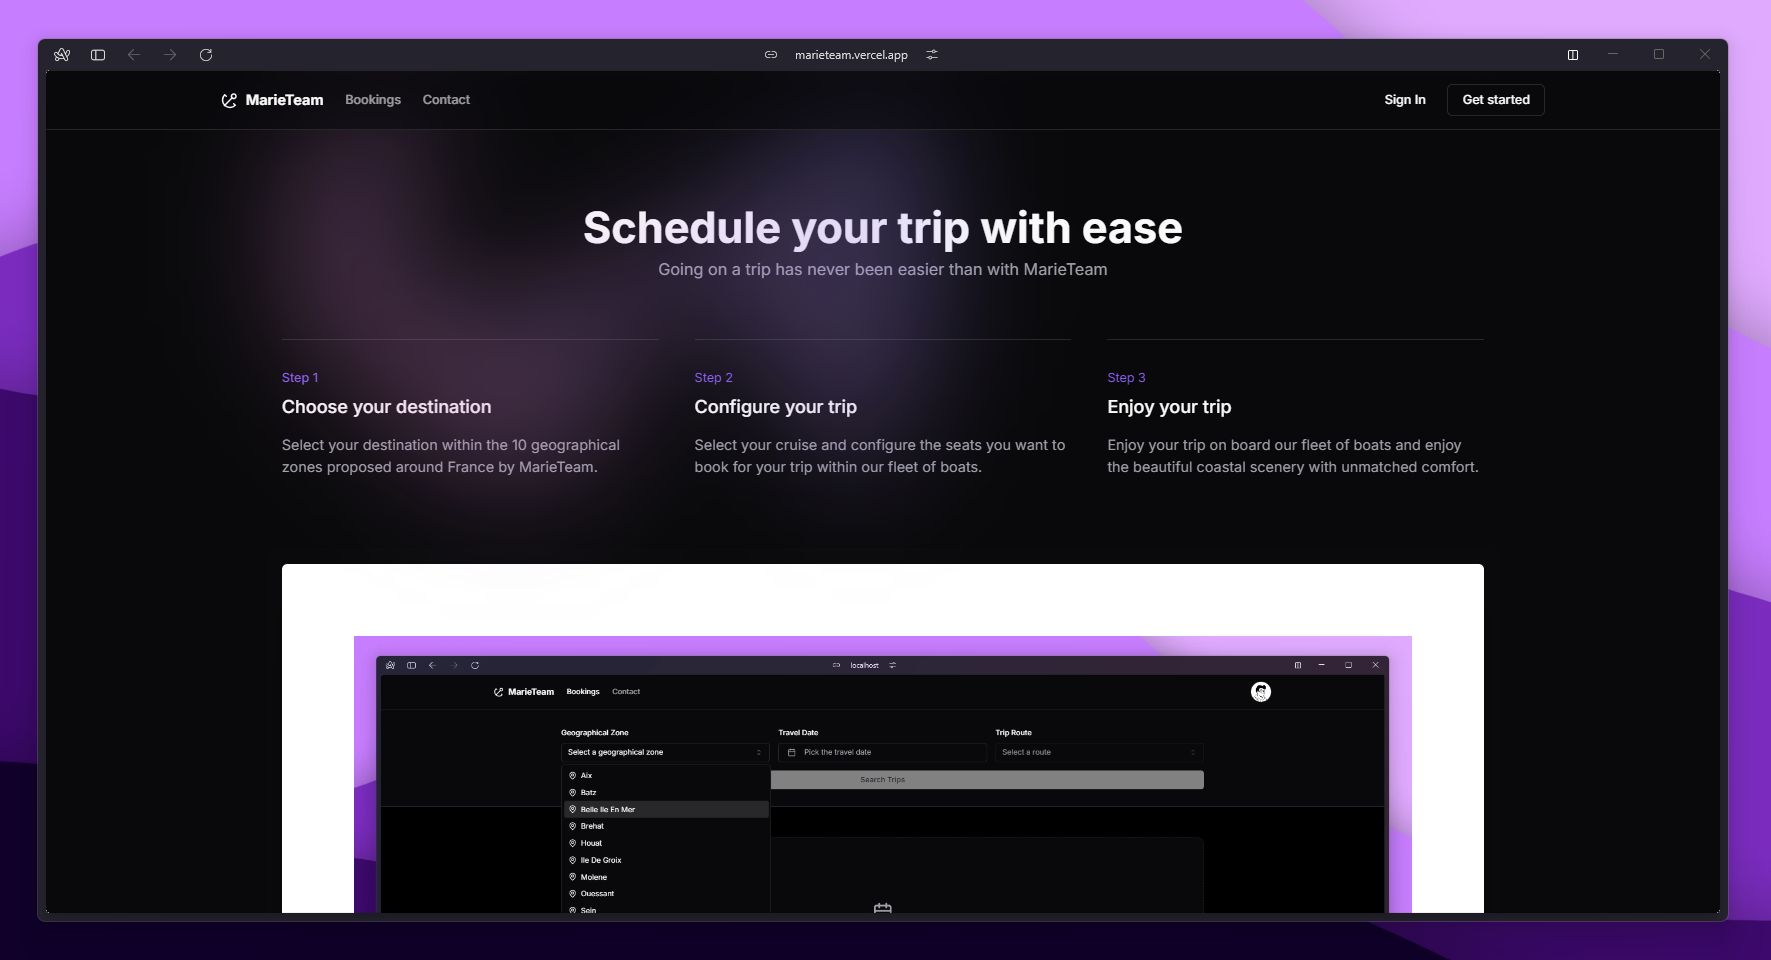 marieteam.vercel.app
MarieTeam Bookings Contact Sign In Get started
Schedule your trip with ease
Going on a trip has never been easier than with MarieTeam
Step 1
Choose your destination
Select your destination within the 10 geographical
zones proposed around France by MarieTeam.
Step 2
Configure your trip
Select your cruise and configure the seats you want to
book for your trip within our fleet of boats.
Step 3
Enjoy your trip
Enjoy your trip on board our fleet of boats and enjoy
the beautiful coastal scenery with unmatched comfort.
localhost
MarieTeam Bookings Contact
Geographical Zone Travel Date Trip Route
Select a geographical zone Pick the travel date Select a route
Search Trips
Aix
Batz
Belle Ile En Mer
Brehat
Houat
Ile De Groix
Molene
Ouessant
Sein